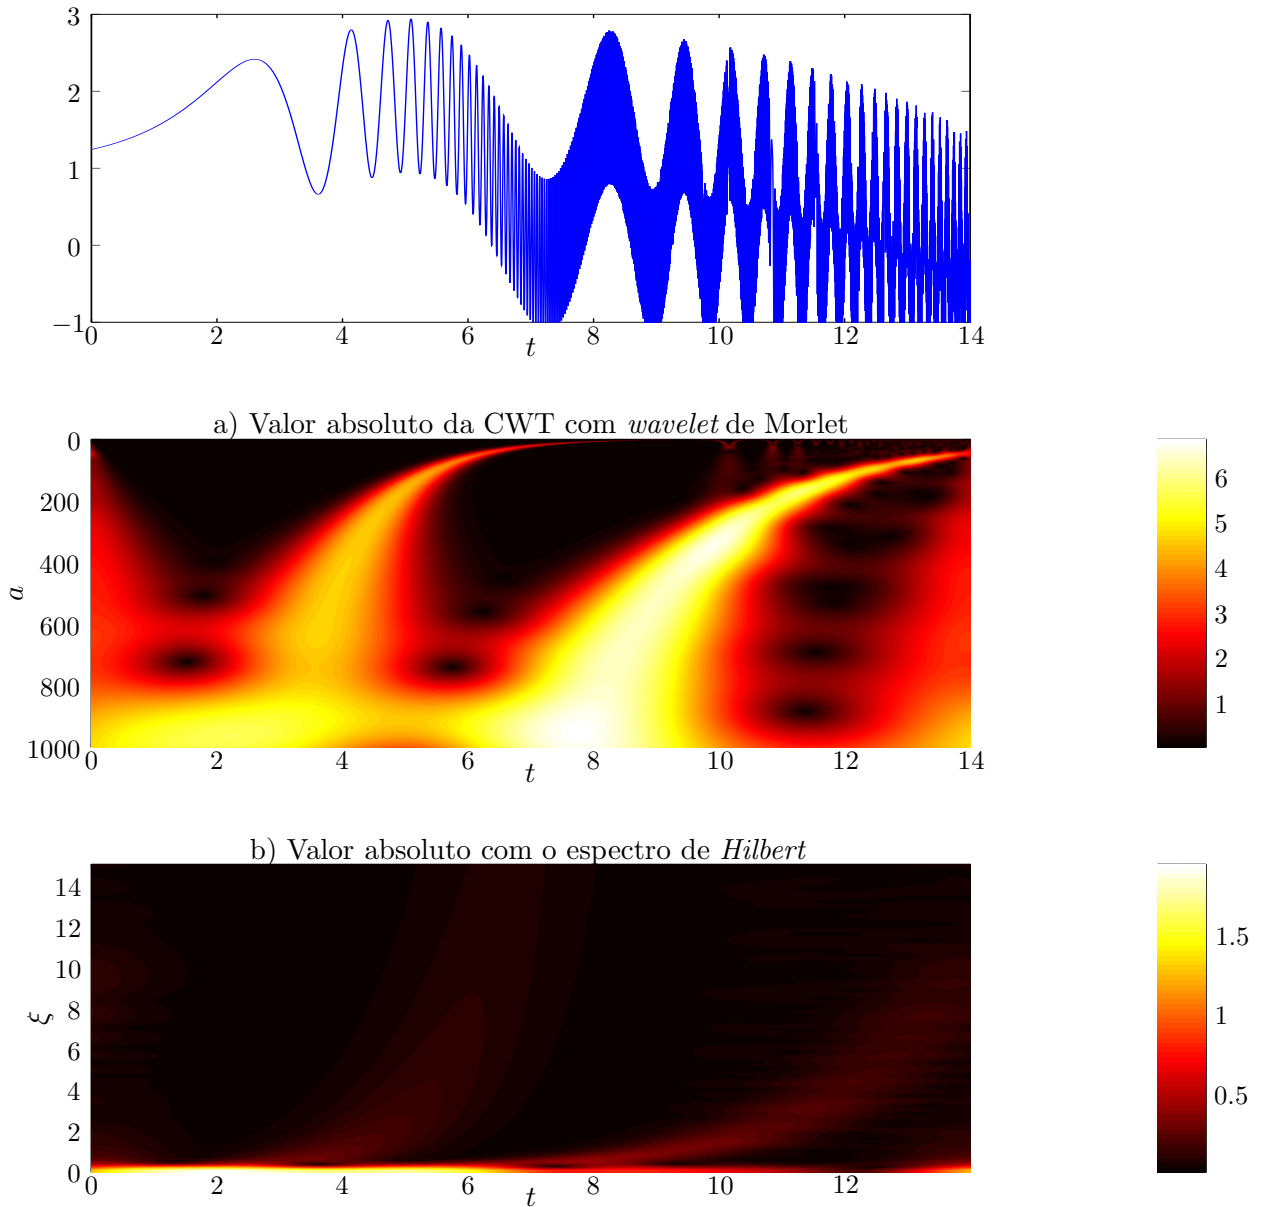 3
2
1
0
−1
0 2 4 6 8 10 12 14
t
a) Valor absoluto da CWT com wavelet de Morlet
0
200
400
600
800
1000
a
0 2 4 6 8 10 12 14
t
6
5
4
3
2
1
b) Valor absoluto com o espectro de Hilbert
14
12
10
8
6
4
2
0
ξ
0 2 4 6 8 10 12 14
t
1.5
1
0.5